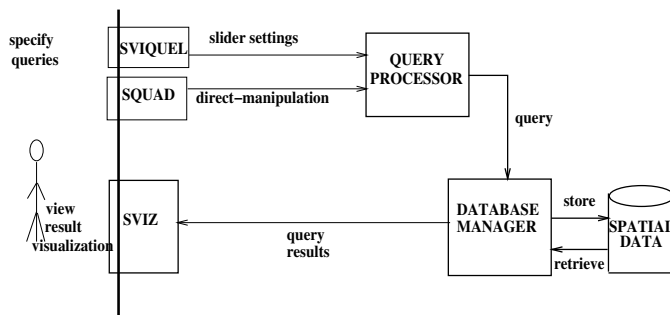 specify
queries
SVIQUEL
slider settings
SQUAD
direct-manipulation
QUERY
PROCESSOR
query
view
result
visualization
SVIZ
query
results
DATABASE
MANAGER
store
retrieve
SPATIAL
DATA